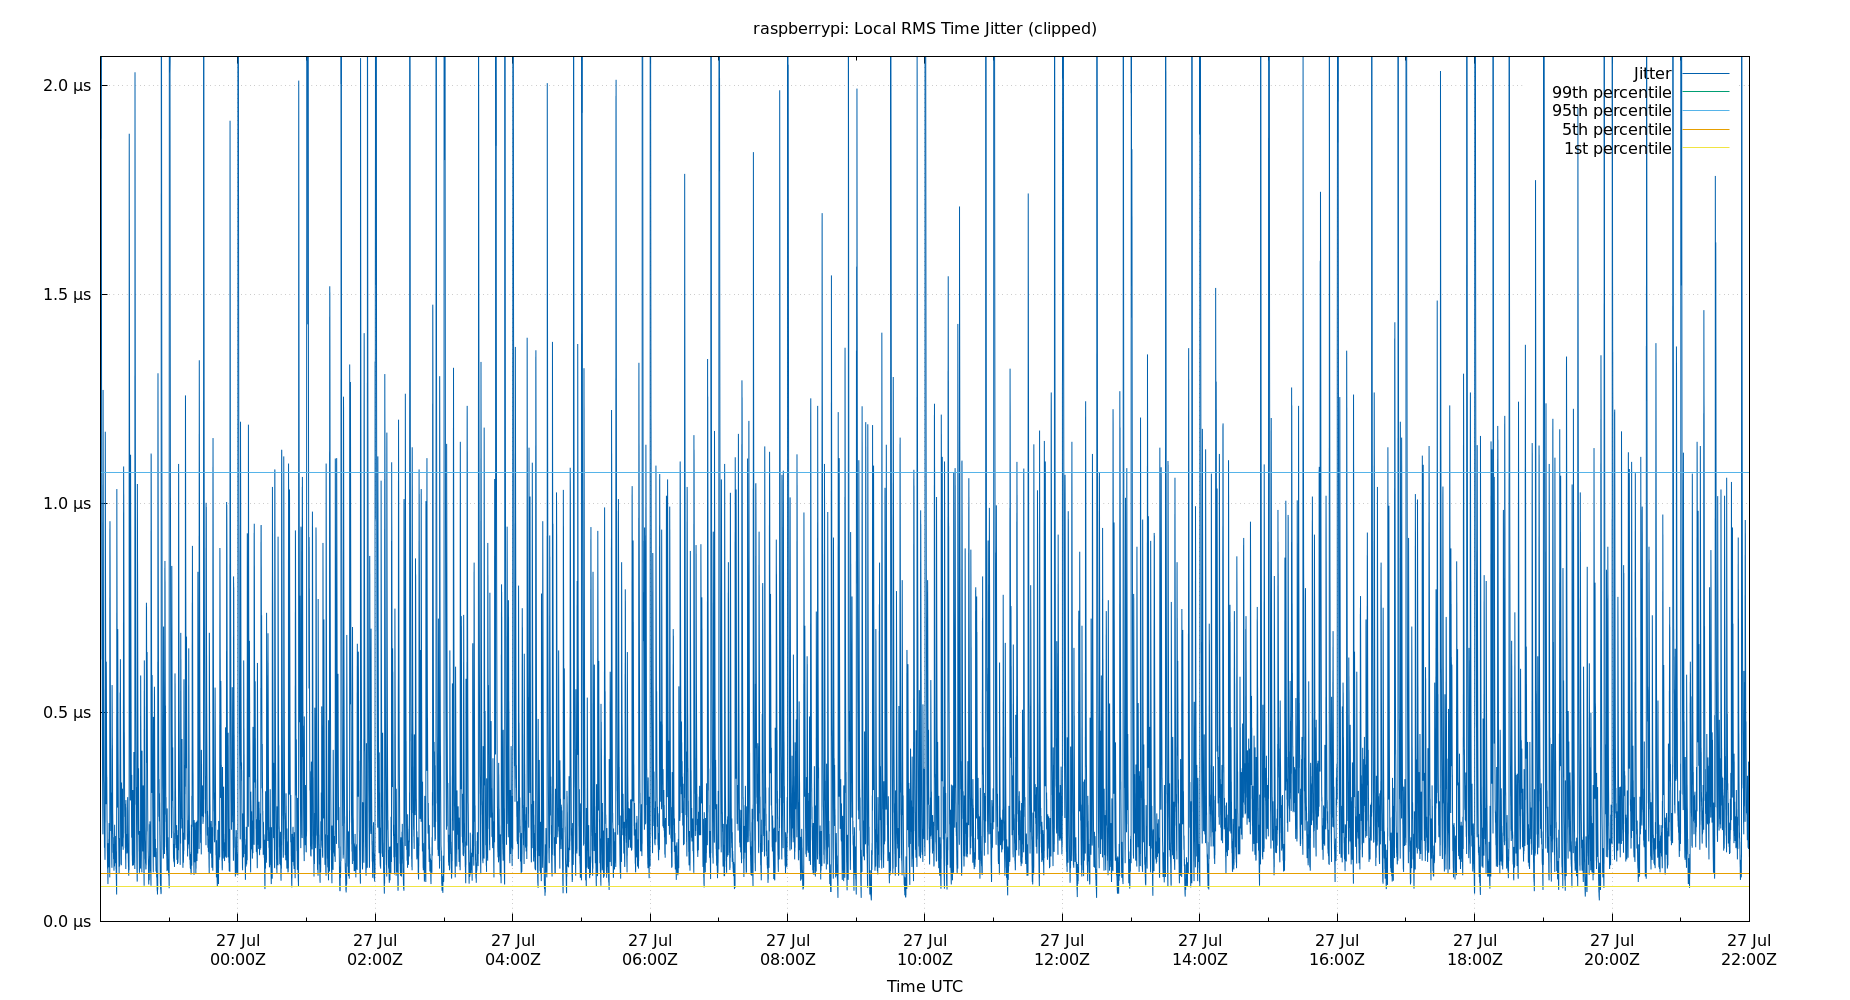 raspberrypi: Local RMS Time Jitter (clipped)
2.0 µs
1.5 µs
1.0 µs
0.5 µs
0.0 µs
Jitter
99th percentile
95th percentile
5th percentile
1st percentile
27 Jul 27 Jul 27 Jul 27 Jul 27 Jul 27 Jul 27 Jul 27 Jul 27 Jul 27 Jul 27 Jul 27 Jul
00:00Z 02:00Z 04:00Z 06:00Z 08:00Z 10:00Z 12:00Z 14:00Z 16:00Z 18:00Z 20:00Z 22:00Z
Time UTC